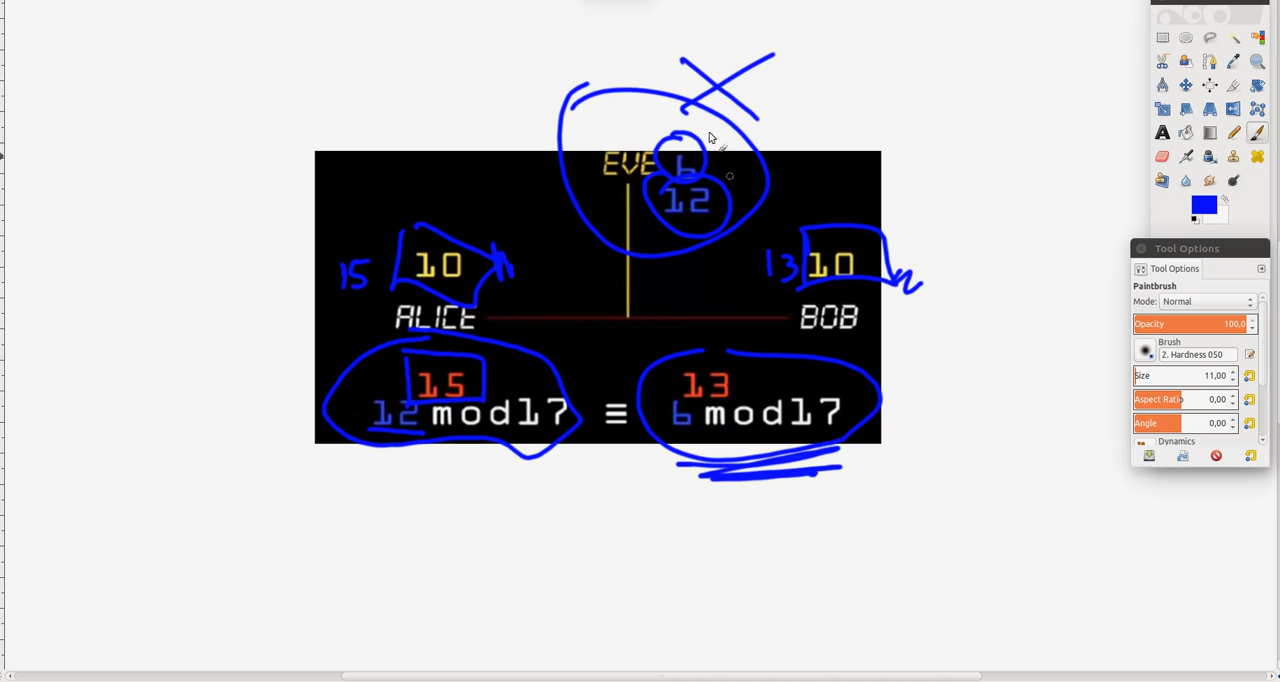 EVE 6
12
15 10
13 10
ALICE
BOB
15
13
12 mod17 ≡ 6 mod17
Tool Options
Tool Options
Paintbrush
Mode: Normal
Opacity 100,0
Brush
2. Hardness 050
Size 11,00
Aspect Ratio 0,00
Angle 0,00
Dynamics